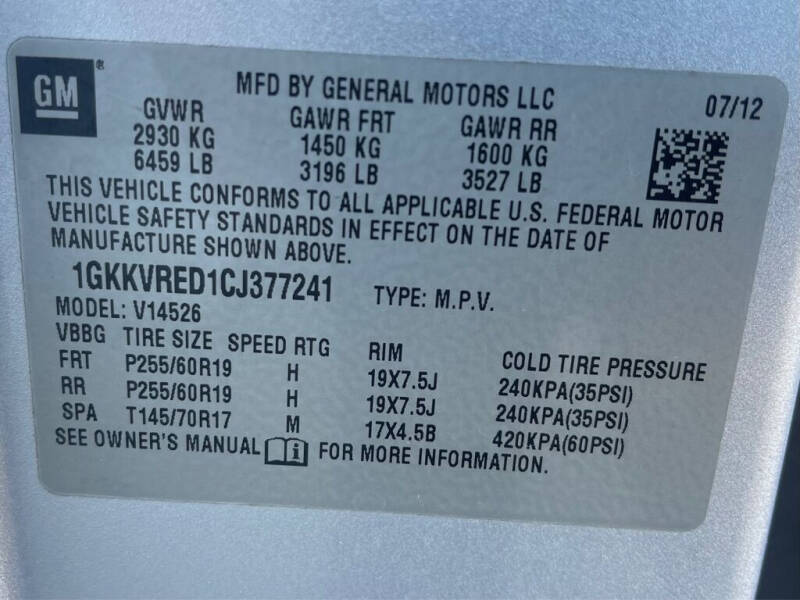 GM®
MFD BY GENERAL MOTORS LLC 07/12
GVWR GAWR FRT GAWR RR
2930 KG 1450 KG 1600 KG
6459 LB 3196 LB 3527 LB
THIS VEHICLE CONFORMS TO ALL APPLICABLE U.S. FEDERAL MOTOR
VEHICLE SAFETY STANDARDS IN EFFECT ON THE DATE OF
MANUFACTURE SHOWN ABOVE.
1GKKVRED1CJ377241 TYPE: M.P.V.
MODEL: V14526
VBBG TIRE SIZE SPEED RTG RIM COLD TIRE PRESSURE
FRT P255/60R19 H 19X7.5J 240KPA(35PSI)
RR P255/60R19 H 19X7.5J 240KPA(35PSI)
SPA T145/70R17 M 17X4.5B 420KPA(60PSI)
SEE OWNER'S MANUAL i FOR MORE INFORMATION.